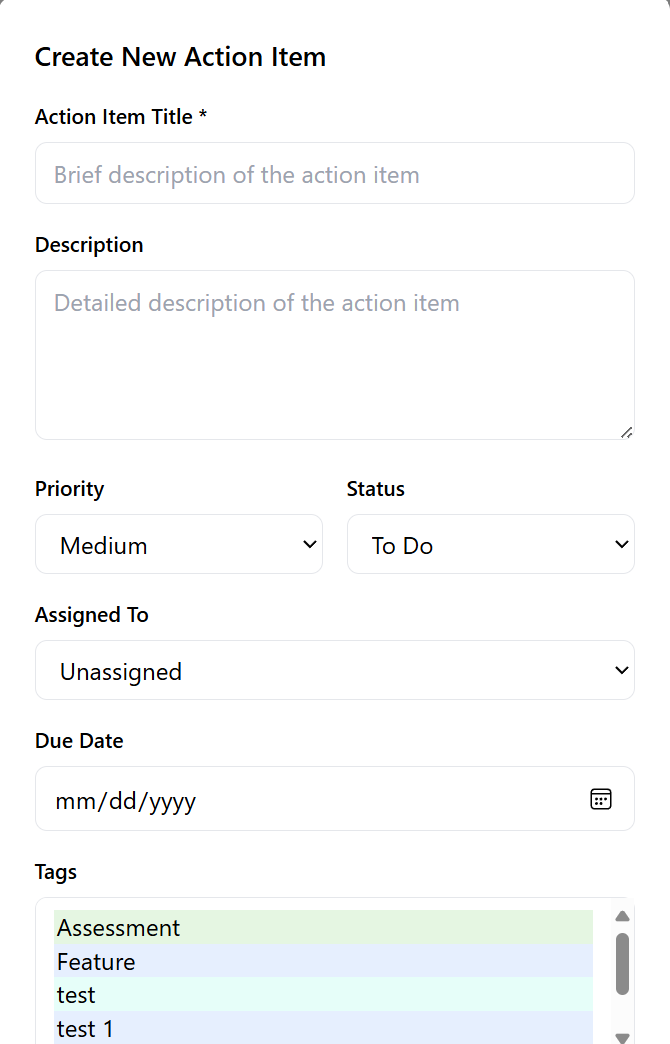 Create New Action Item
Action Item Title *
Brief description of the action item
Description
Detailed description of the action item
Priority Status
Medium To Do
Assigned To
Unassigned
Due Date
mm/dd/yyyy
Tags
Assessment
Feature
test
test 1